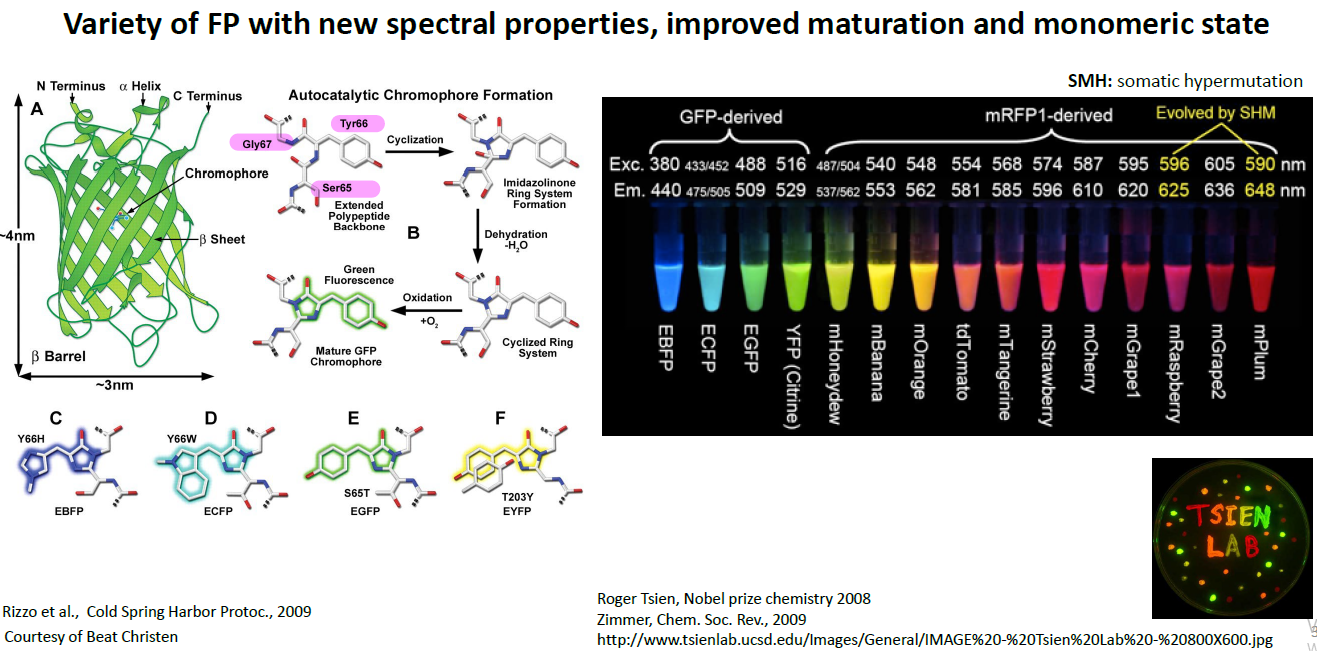 Variety of FP with new spectral properties, improved maturation and monomeric state
SMH: somatic hypermutation
N Terminus
α Helix
C Terminus
A
Chromophore
β Sheet
~4nm
β Barrel
~3nm
Autocatalytic Chromophore Formation
Tyr66
Gly67
Ser65
Extended
Polypeptide
Backbone
Cyclization
Imidazolinone
Ring System
Formation
B
Dehydration
-H2O
Green
Fluorescence
Oxidation
+O2
Mature GFP
Chromophore
Cyclized Ring
System
C
Y66H
EBFP
D
Y66W
ECFP
E
S65T
EGFP
F
T203Y
EYFP
GFP-derived
mRFP1-derived
Evolved by SHM
Exc. 380 433/452 488 516 487/504 540 548 554 568 574 587 595 596 605 590 nm
Em. 440 475/505 509 529 537/562 553 562 581 585 596 610 620 625 636 648 nm
EBFP
ECFP
EGFP
YFP (Citrine)
mHoneydew
mBanana
mOrange
tdTomato
mTangerine
mStrawberry
mCherry
mGrape1
mRaspberry
mGrape2
mPlum
TSIEN
LAB
Rizzo et al., Cold Spring Harbor Protoc., 2009
Courtesy of Beat Christen
Roger Tsien, Nobel prize chemistry 2008
Zimmer, Chem. Soc. Rev., 2009
http://www.tsienlab.ucsd.edu/Images/General/IMAGE%20-%20Tsien%20Lab%20-%20800X600.jpg